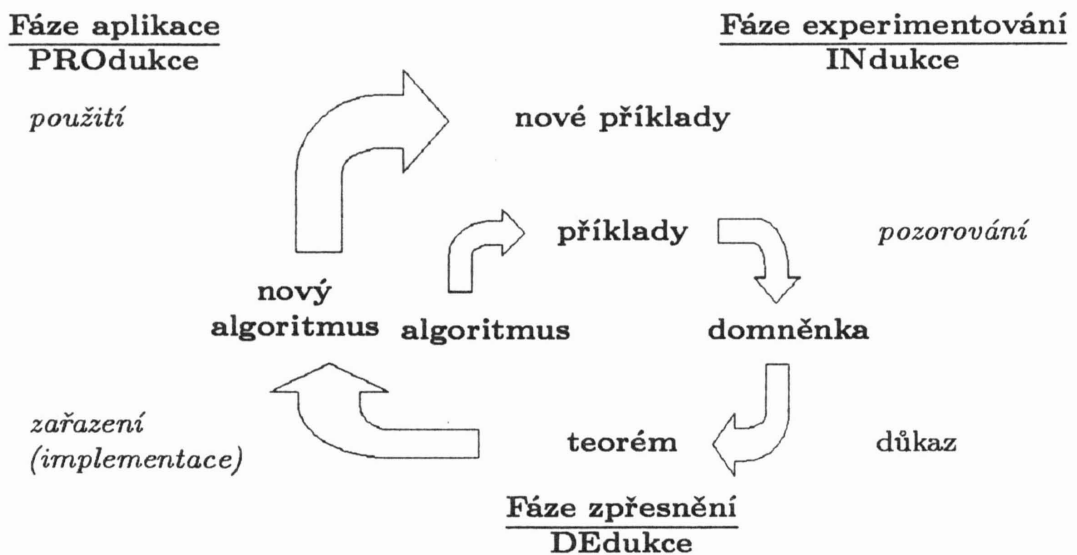 Fáze aplikace
PROdukce
Fáze experimentování
INdukce
použití
nové příklady
příklady
pozorování
nový
algoritmus
algoritmus
domněnka
zařazení
(implementace)
teorém
důkaz
Fáze zpřesnění
DEdukce